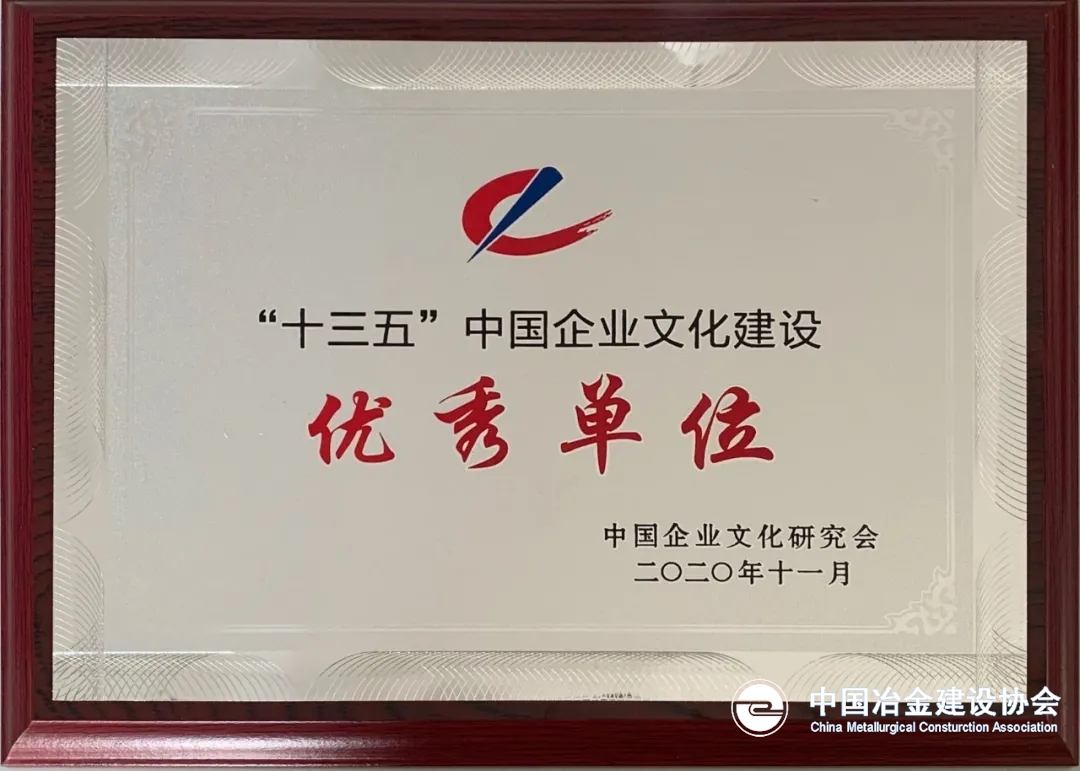 “十三五”中国企业文化建设
优秀单位
中国企业文化研究会
二〇二〇年十一月
中国冶金建设协会
China Metallurgical Consturction Association